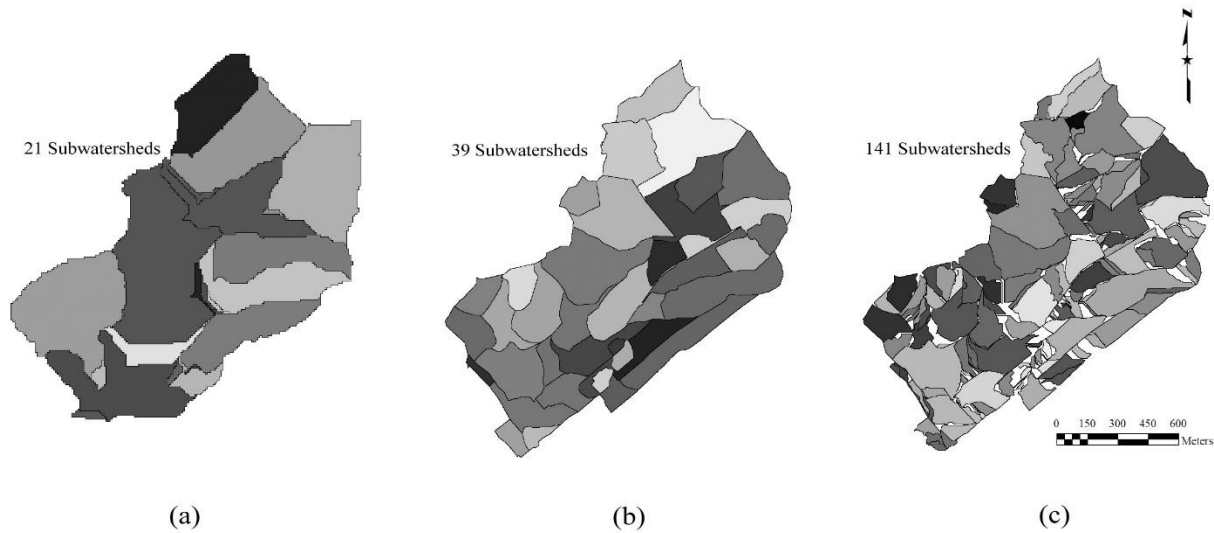 N
21 Subwatersheds
39 Subwatersheds
141 Subwatersheds
0 150 300 450 600
Meters
(a)
(b)
(c)